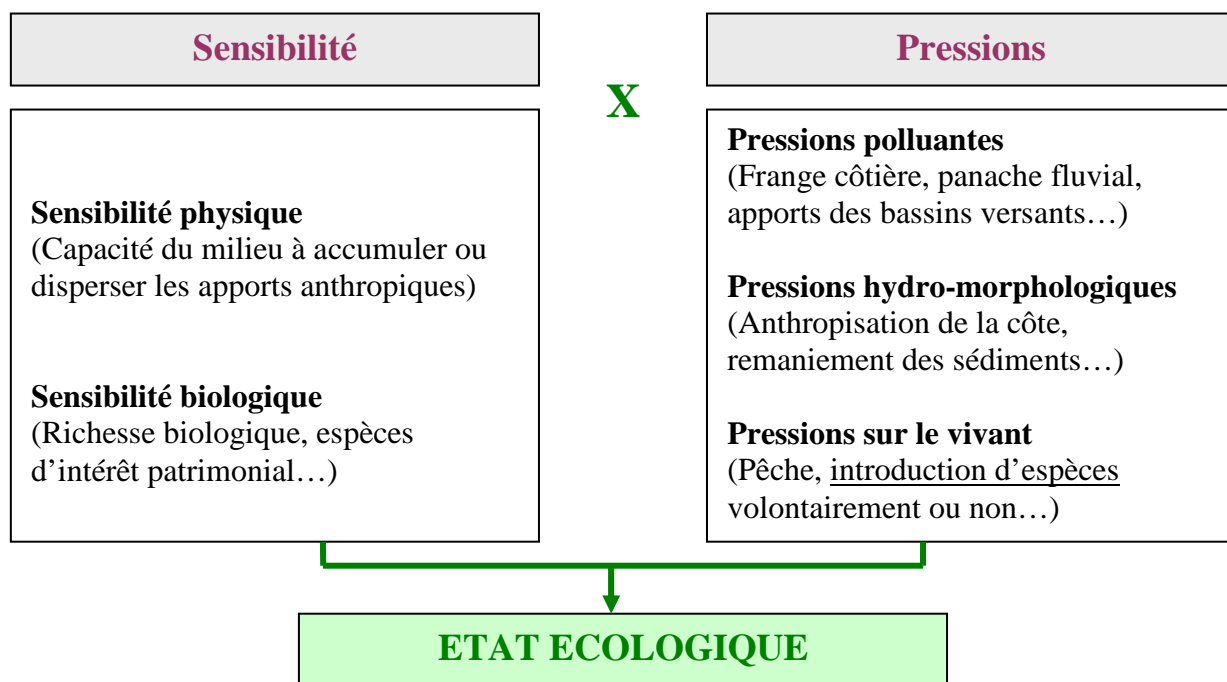 Sensibilité
Pressions
X
Sensibilité physique
(Capacité du milieu à accumuler ou
disperser les apports anthropiques)
Sensibilité biologique
(Richesse biologique, espèces
d’intérêt patrimonial…)
Pressions polluantes
(Frange côtière, panache fluvial,
apports des bassins versants…)
Pressions hydro-morphologiques
(Anthropisation de la côte,
remaniement des sédiments…)
Pressions sur le vivant
(Pêche, introduction d’espèces
volontairement ou non…)
ETAT ECOLOGIQUE